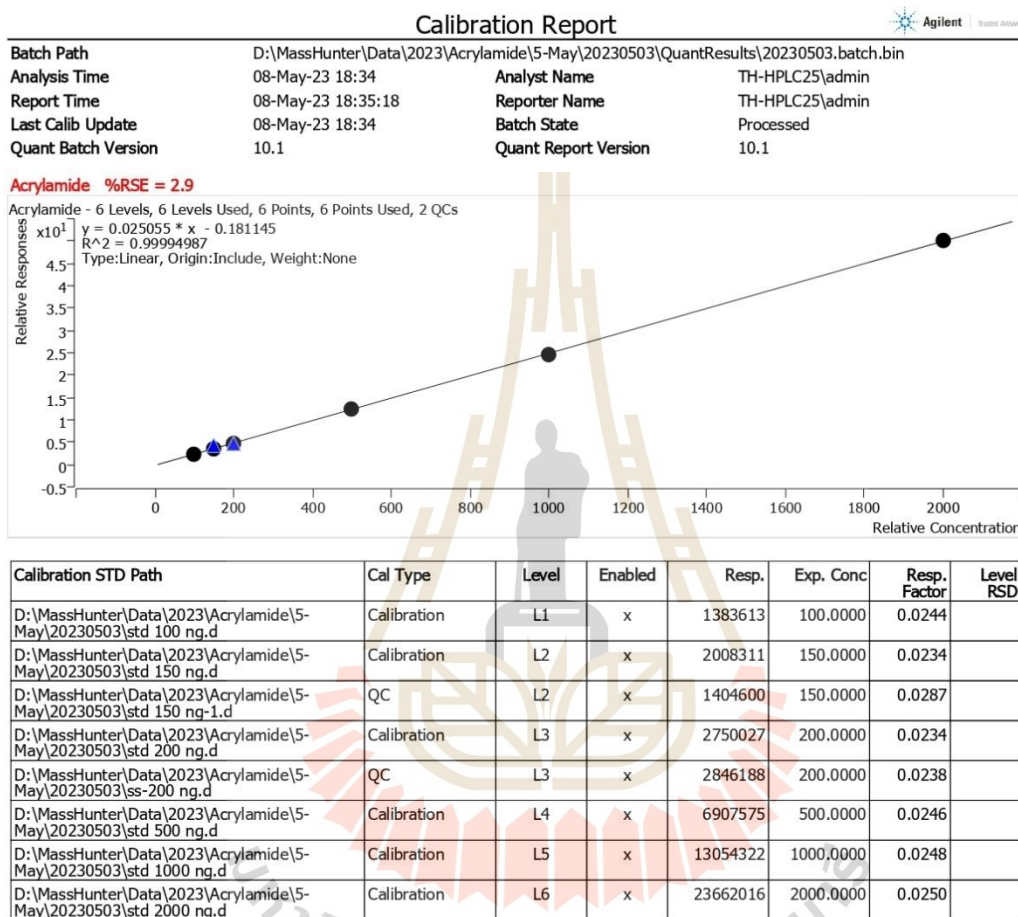 Calibration Report
Agilent
Batch Path D:\MassHunter\Data\2023\Acrylamide\5-May\20230503\QuantResults\20230503.batch.bin
Analysis Time 08-May-23 18:34 Analyst Name TH-HPLC25\admin
Report Time 08-May-23 18:35:18 Reporter Name TH-HPLC25\admin
Last Calib Update 08-May-23 18:34 Batch State Processed
Quant Batch Version 10.1 Quant Report Version 10.1
Acrylamide %RSE = 2.9
Acrylamide - 6 Levels, 6 Levels Used, 6 Points, 6 Points Used, 2 QCs
Relative Responses
x10¹
y = 0.025055 * x - 0.181145
R^2 = 0.99994987
Type:Linear, Origin:Include, Weight:None
4.5
4
3.5
3
2.5
2
1.5
1
0.5
0
-0.5
0 200 400 600 800 1000 1200 1400 1600 1800 2000
Relative Concentration
Calibration STD Path Cal Type Level Enabled Resp. Exp. Conc Resp. Factor Level RSD
D:\MassHunter\Data\2023\Acrylamide\5- Calibration L1 x 1383613 100.0000 0.0244
May\20230503\std 100 ng.d
D:\MassHunter\Data\2023\Acrylamide\5- Calibration L2 x 2008311 150.0000 0.0234
May\20230503\std 150 ng.d
D:\MassHunter\Data\2023\Acrylamide\5- QC L2 x 1404600 150.0000 0.0287
May\20230503\std 150 ng-1.d
D:\MassHunter\Data\2023\Acrylamide\5- Calibration L3 x 2750027 200.0000 0.0234
May\20230503\std 200 ng.d
D:\MassHunter\Data\2023\Acrylamide\5- QC L3 x 2846188 200.0000 0.0238
May\20230503\ss-200 ng.d
D:\MassHunter\Data\2023\Acrylamide\5- Calibration L4 x 6907575 500.0000 0.0246
May\20230503\std 500 ng.d
D:\MassHunter\Data\2023\Acrylamide\5- Calibration L5 x 13054322 1000.0000 0.0248
May\20230503\std 1000 ng.d
D:\MassHunter\Data\2023\Acrylamide\5- Calibration L6 x 23662016 2000.0000 0.0250
May\20230503\std 2000 ng.d